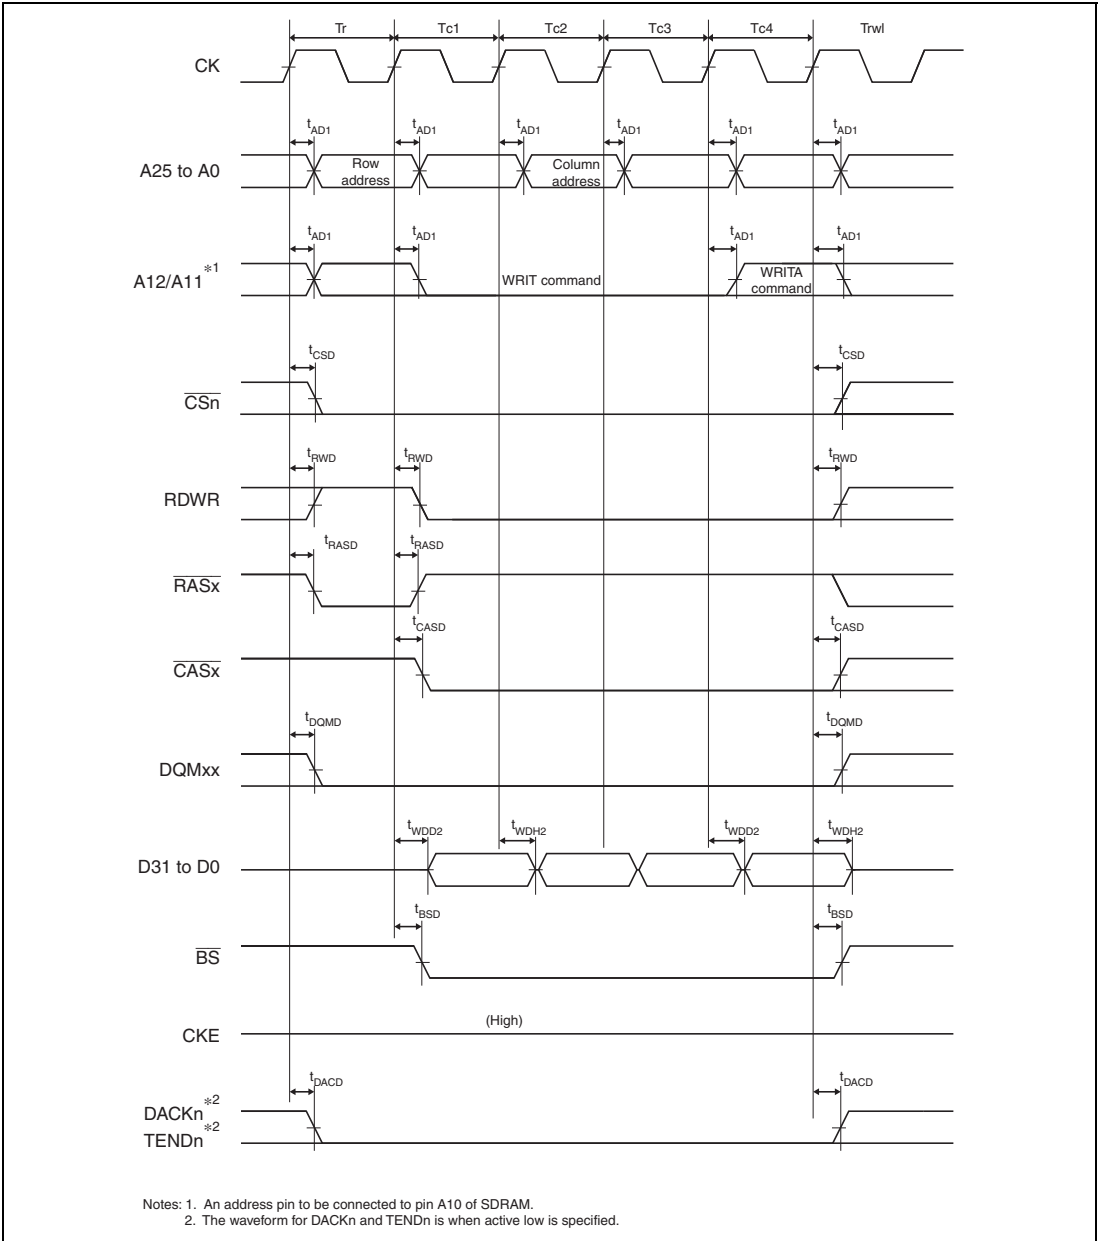 Tr Tc1 Tc2 Tc3 Tc4 Trwl
CK
tAD1 tAD1 tAD1 tAD1 tAD1 tAD1
A25 to A0
Row address
Column address
tAD1 tAD1 tAD1 tAD1
A12/A11*1
WRIT command
WRITA command
tCSD tCSD
CSn
tRWD tRWD tRWD
RDWR
tRASD tRASD
RASx
tCASD tCASD
CASx
tDQMD tDQMD
DQMxx
tWDD2 tWDH2 tWDD2 tWDH2
D31 to D0
tBSD tBSD
BS
(High)
CKE
tDACD tDACD
DACKn*2
TENDn*2
Notes: 1. An address pin to be connected to pin A10 of SDRAM.
2. The waveform for DACKn and TENDn is when active low is specified.